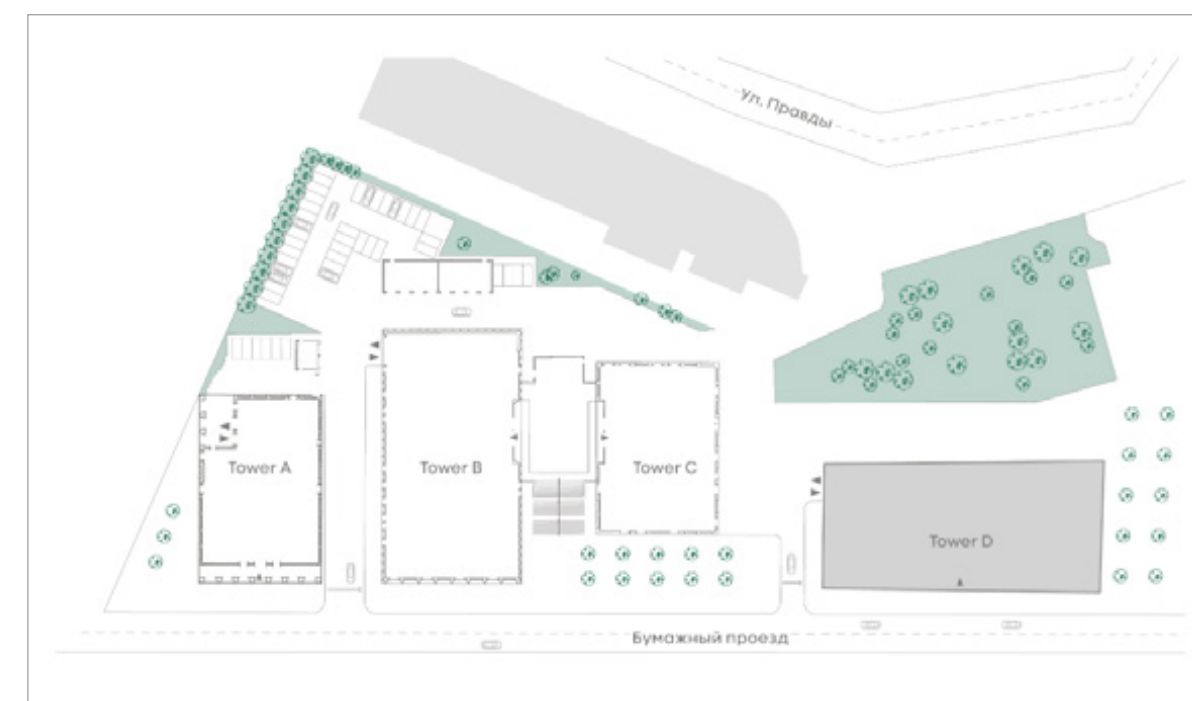 Ул. Правды
Tower A
Tower B
Tower C
Tower D
Бумажный проезд